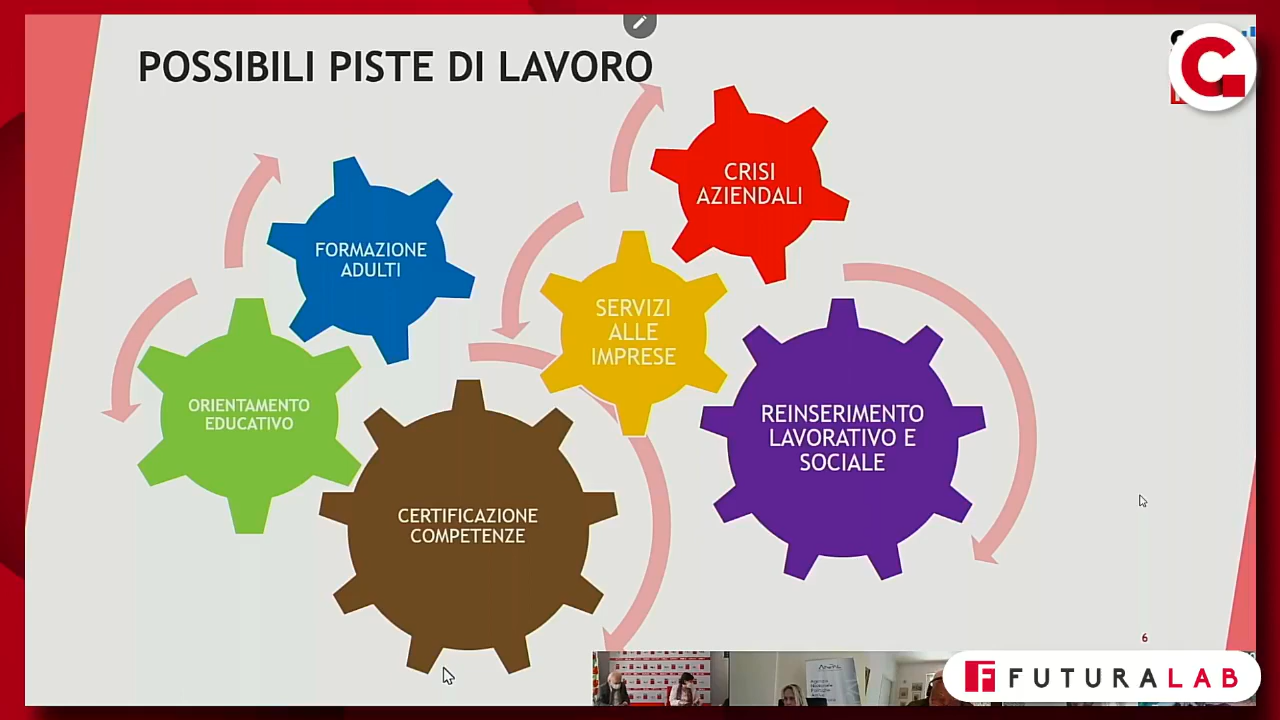 POSSIBILI PISTE DI LAVORO
CRISI
AZIENDALI
FORMAZIONE
ADULTI
SERVIZI
ALLE
IMPRESE
ORIENTAMENTO
EDUCATIVO
REINSERIMENTO
LAVORATIVO E
SOCIALE
CERTIFICAZIONE
COMPETENZE
6
FUTURALAB